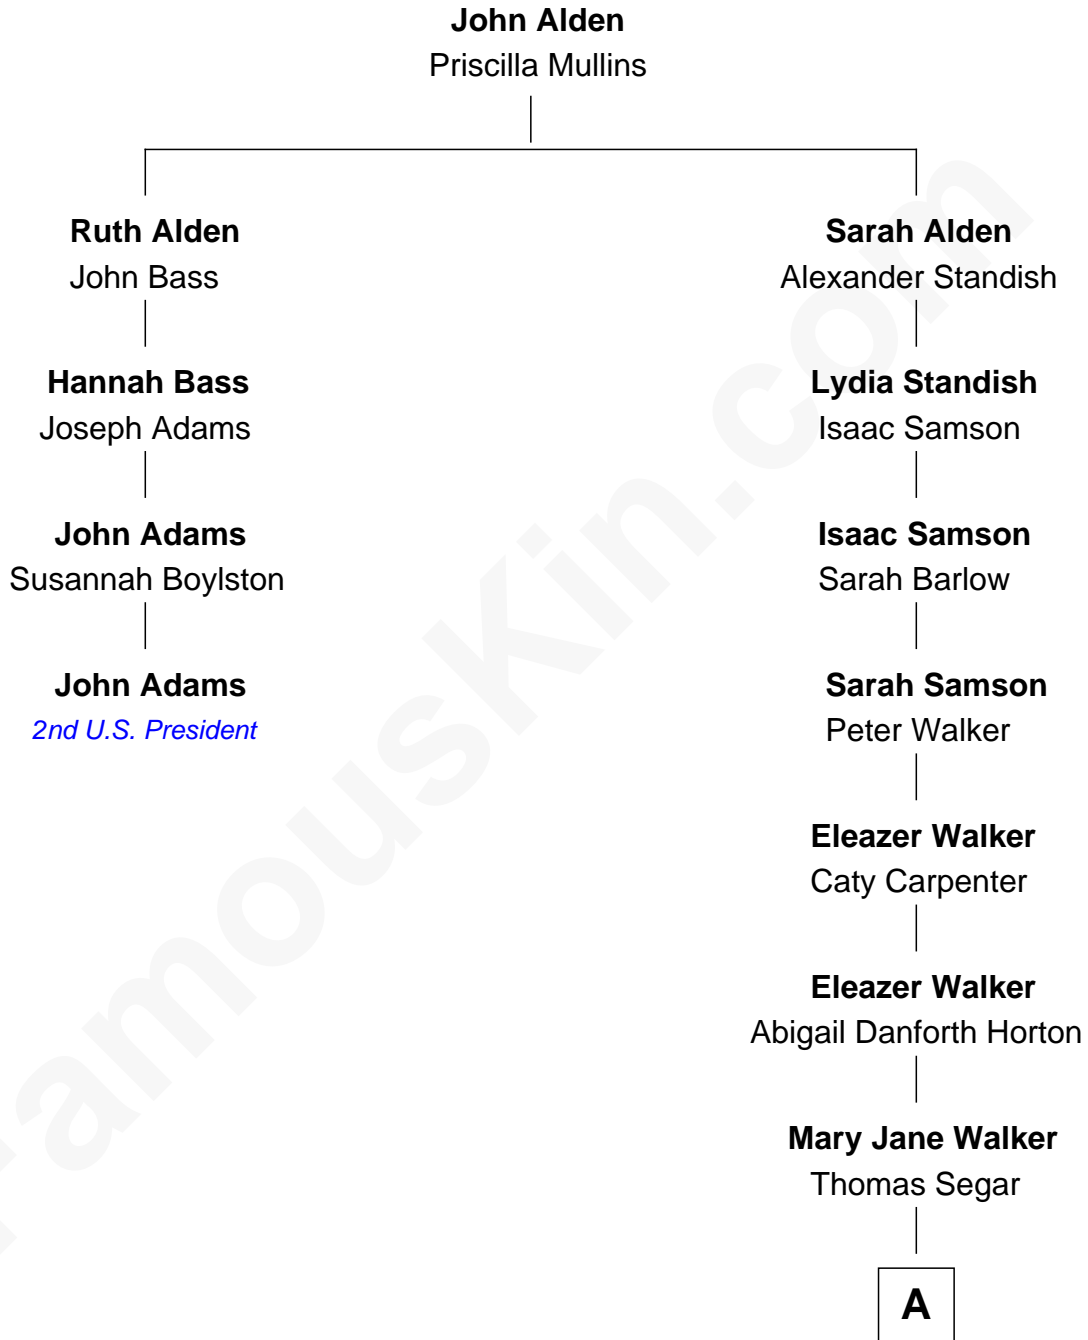 John Alden
Priscilla Mullins
Ruth Alden
John Bass
Sarah Alden
Alexander Standish
Hannah Bass
Joseph Adams
Lydia Standish
Isaac Samson
John Adams
Susannah Boylston
Isaac Samson
Sarah Barlow
John Adams
2nd U.S. President
Sarah Samson
Peter Walker
Eleazer Walker
Caty Carpenter
Eleazer Walker
Abigail Danforth Horton
Mary Jane Walker
Thomas Segar
A
FamousKin.com